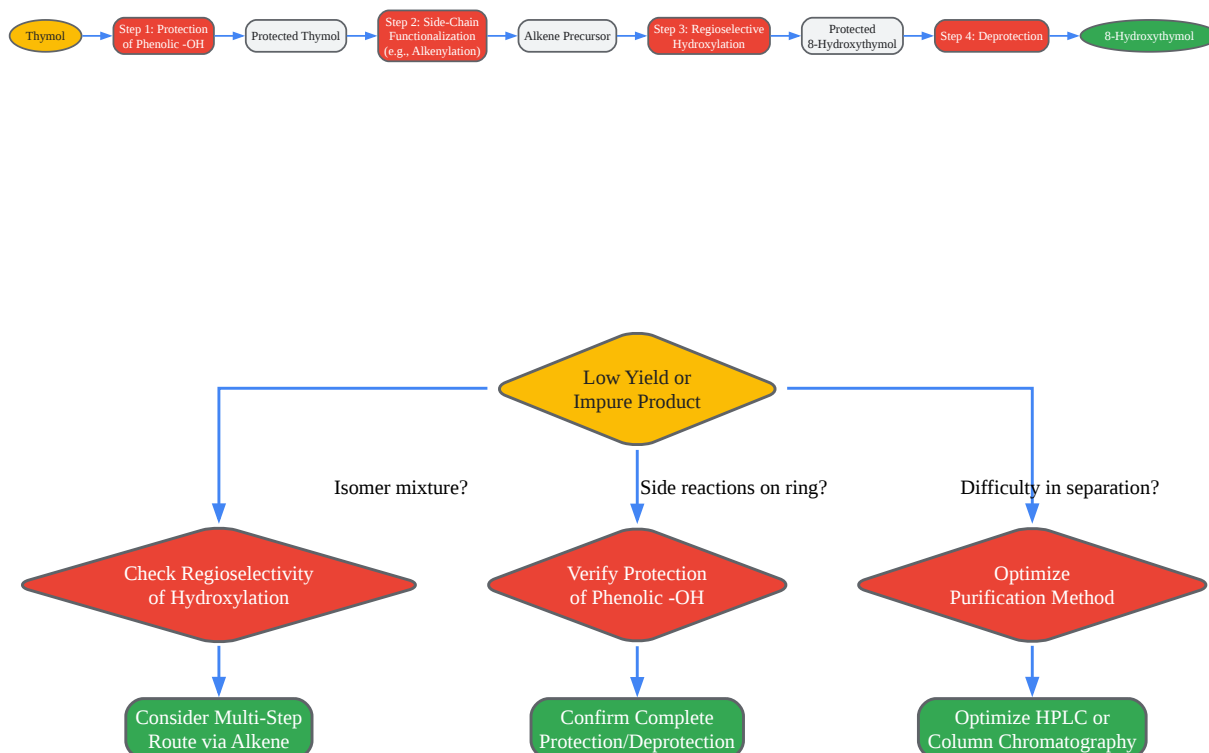 Thymol
Step 1: Protection
of Phenolic -OH
Protected Thymol
Step 2: Side-Chain
Functionalization
(e.g., Alkenylation)
Alkene Precursor
Step 3: Regioselective
Hydroxylation
Protected
8-Hydroxythymol
Step 4: Deprotection
8-Hydroxythymol
Low Yield or
Impure Product
Isomer mixture?
Side reactions on ring?
Difficulty in separation?
Check Regioselectivity
of Hydroxylation
Verify Protection
of Phenolic -OH
Optimize
Purification Method
Consider Multi-Step
Route via Alkene
Confirm Complete
Protection/Deprotection
Optimize HPLC or
Column Chromatography